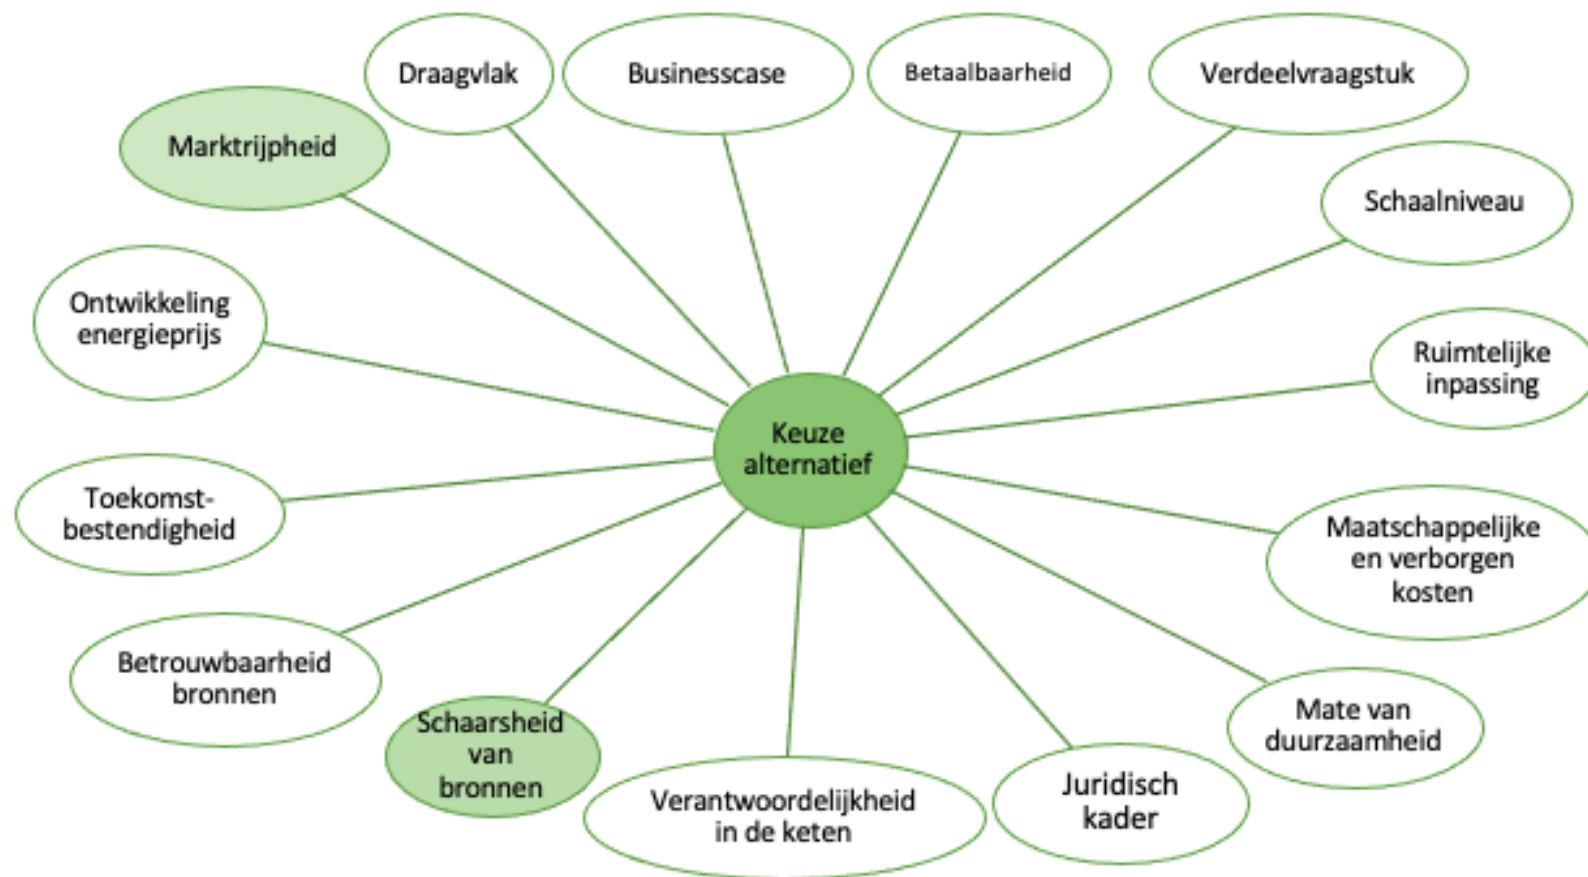 Draagvlak
Businesscase
Betaalbaarheid
Verdeelvraagstuk
Marktrijpheid
Schaalniveau
Ontwikkeling
energieprijs
Ruimtelijke
inpassing
Keuze
alternatief
Toekomst-
bestendigheid
Maatschappelijke
en verborgen
kosten
Betrouwbaarheid
bronnen
Mate van
duurzaamheid
Schaarsheid
van
bronnen
Verantwoordelijkheid
in de keten
Juridisch
kader